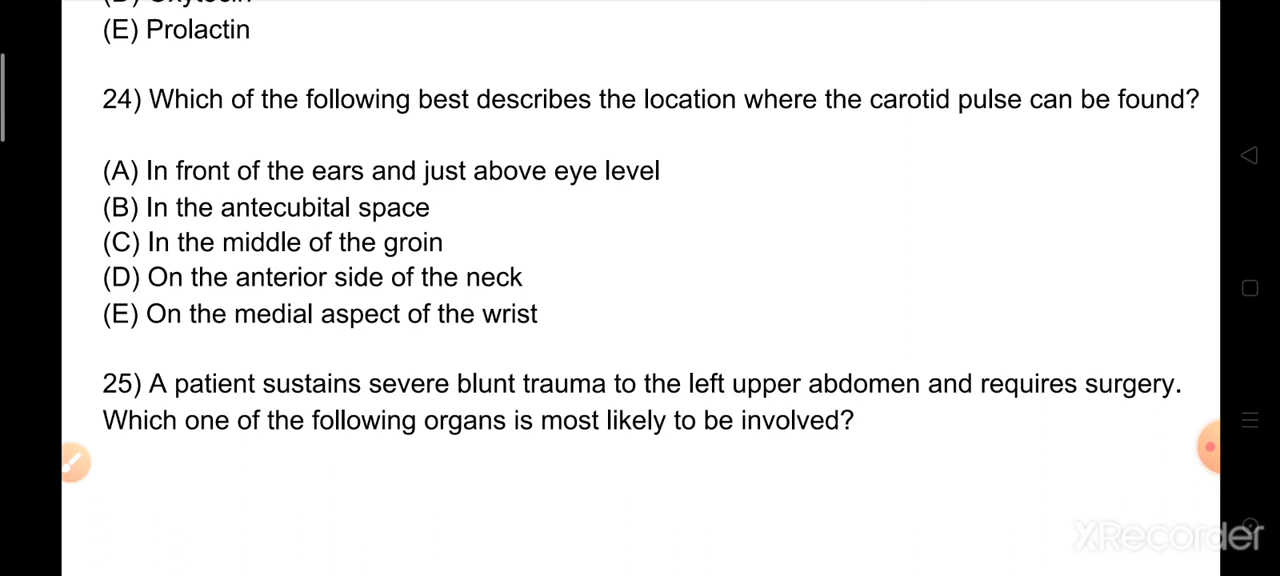 (E) Prolactin
24) Which of the following best describes the location where the carotid pulse can be found?
(A) In front of the ears and just above eye level
(B) In the antecubital space
(C) In the middle of the groin
(D) On the anterior side of the neck
(E) On the medial aspect of the wrist
25) A patient sustains severe blunt trauma to the left upper abdomen and requires surgery.
Which one of the following organs is most likely to be involved?
XRecorder